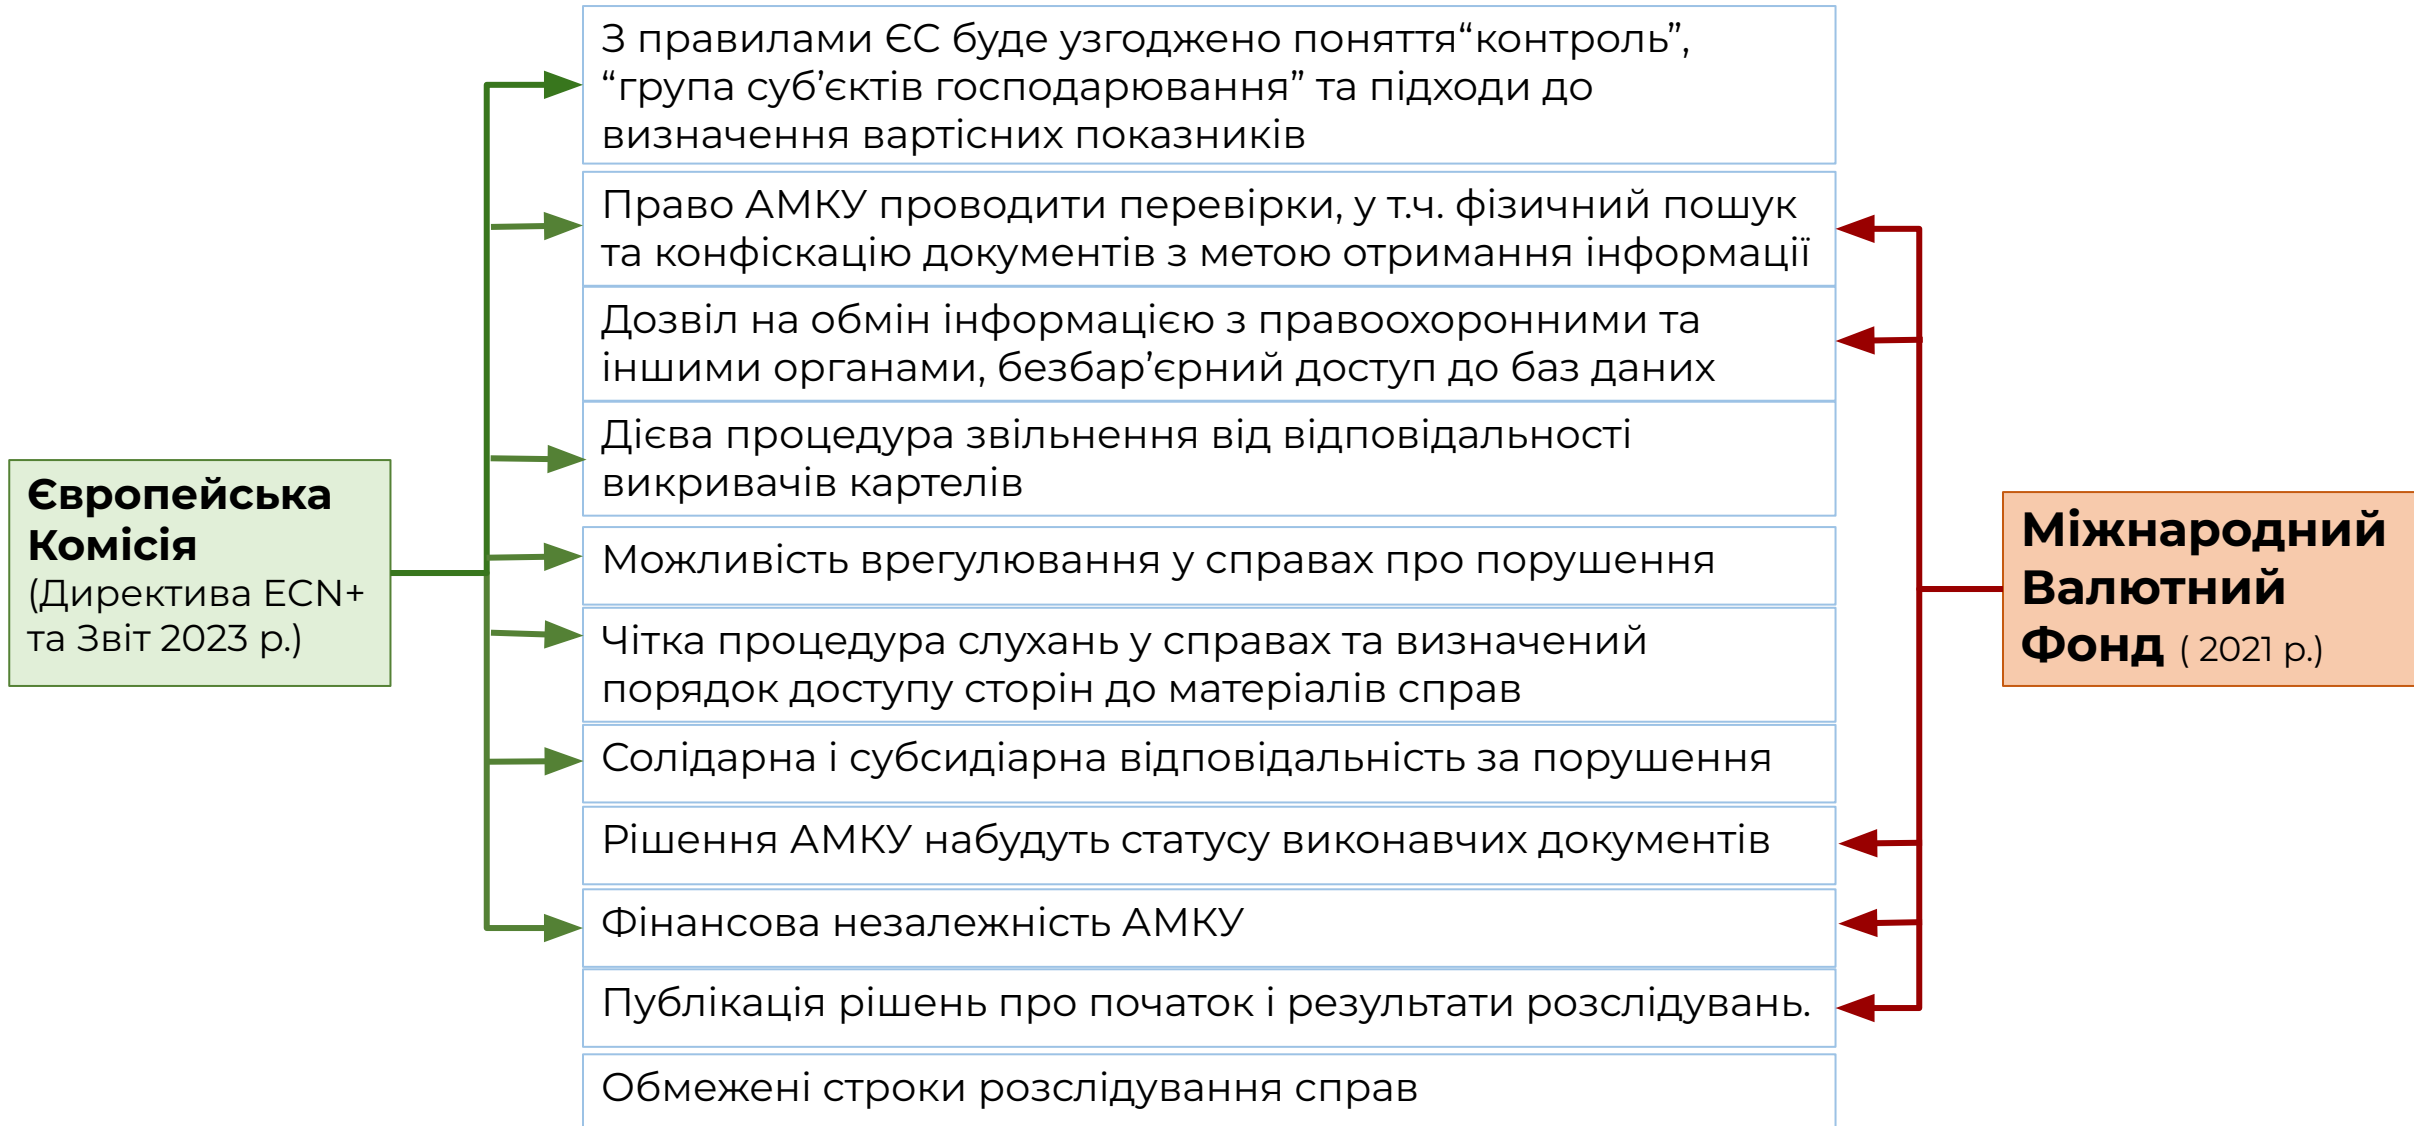 З правилами ЄС буде узгоджено поняття“контроль”,
“група суб’єктів господарювання” та підходи до
визначення вартісних показників
Право АМКУ проводити перевірки, у т.ч. фізичний пошук
та конфіскацію документів з метою отримання інформації
Дозвіл на обмін інформацією з правоохоронними та
іншими органами, безбар’єрний доступ до баз даних
Дієва процедура звільнення від відповідальності
викривачів картелів
Європейська
Комісія
(Директива ECN+
та Звіт 2023 р.)
Можливість врегулювання у справах про порушення
Чітка процедура слухань у справах та визначений
порядок доступу сторін до матеріалів справ
Міжнародний
Валютний
Фонд ( 2021 р.)
Солідарна і субсидіарна відповідальність за порушення
Рішення АМКУ набудуть статусу виконавчих документів
Фінансова незалежність АМКУ
Публікація рішень про початок і результати розслідувань.
Обмежені строки розслідування справ